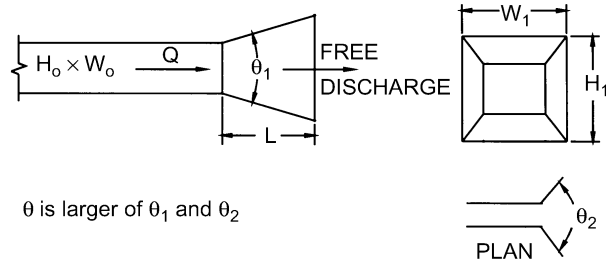 W₁
H₀ × W₀
Q
θ₁
FREE
DISCHARGE
H₁
L
θ is larger of θ₁ and θ₂
θ₂
PLAN